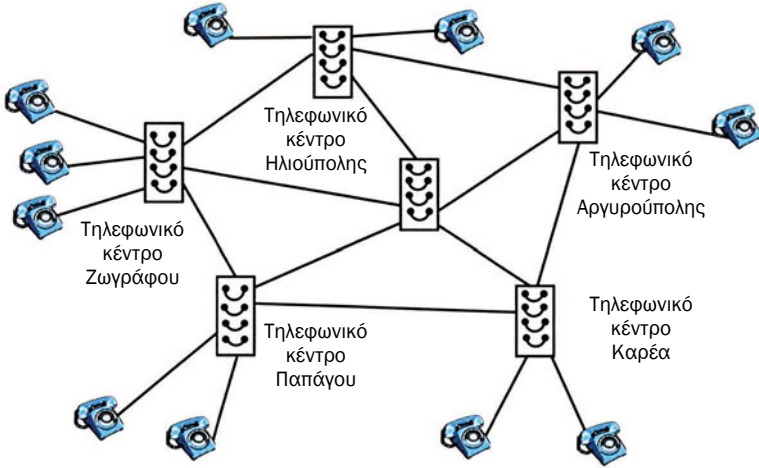 Τηλεφωνικό
κέντρο
Ηλιούπολης
Τηλεφωνικό
κέντρο
Αργυρούπολης
Τηλεφωνικό
κέντρο
Ζωγράφου
Τηλεφωνικό
κέντρο
Παπάγου
Τηλεφωνικό
κέντρο
Καρέα